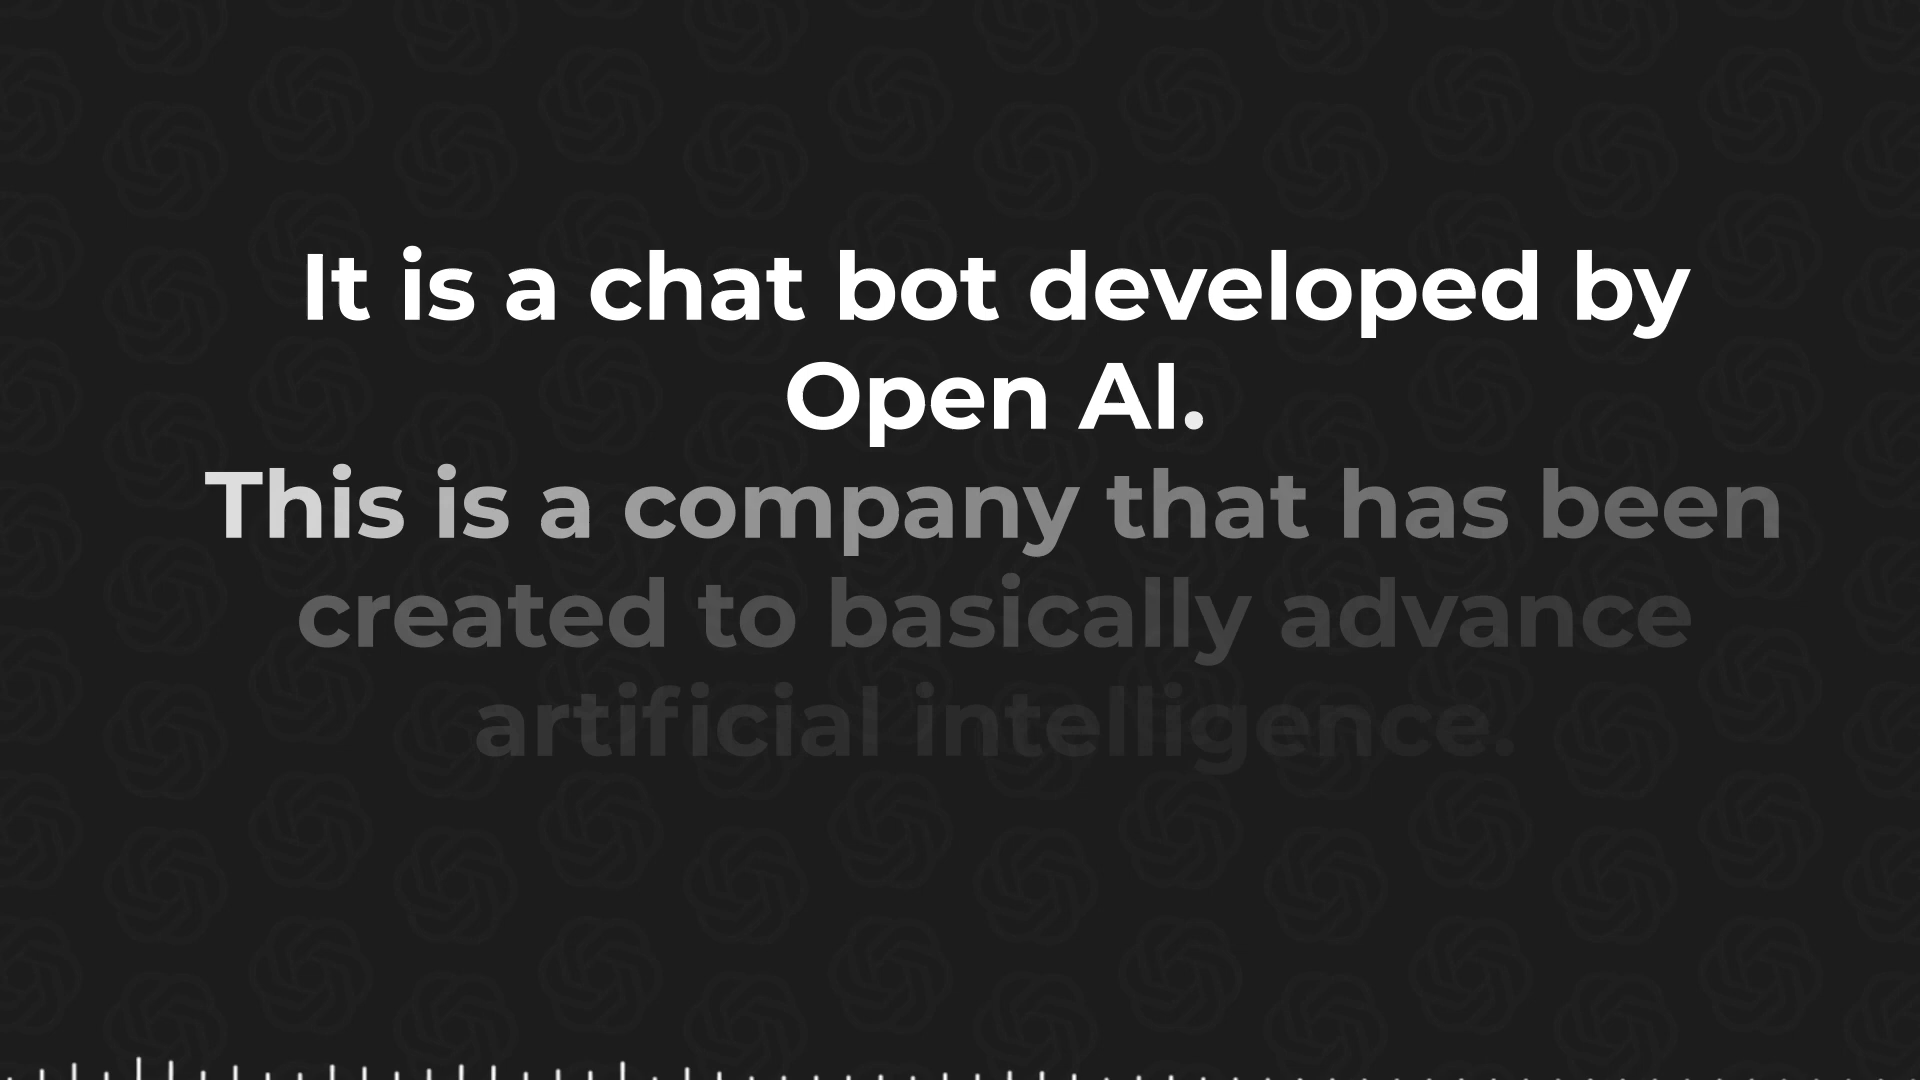 It is a chat bot developed by
Open AI.
This is a company that has been
created to basically advance
artificial intelligence.